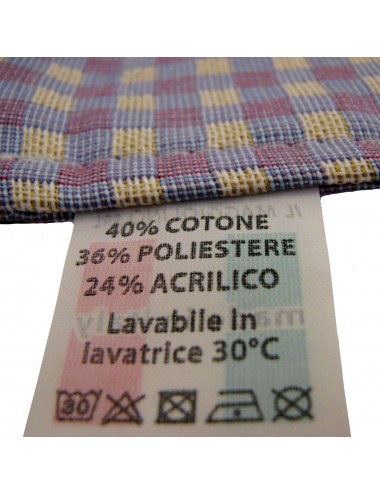 40% COTONE
36% POLIESTERE
24% ACRILICO
Lavabile in
lavatrice 30°C
30